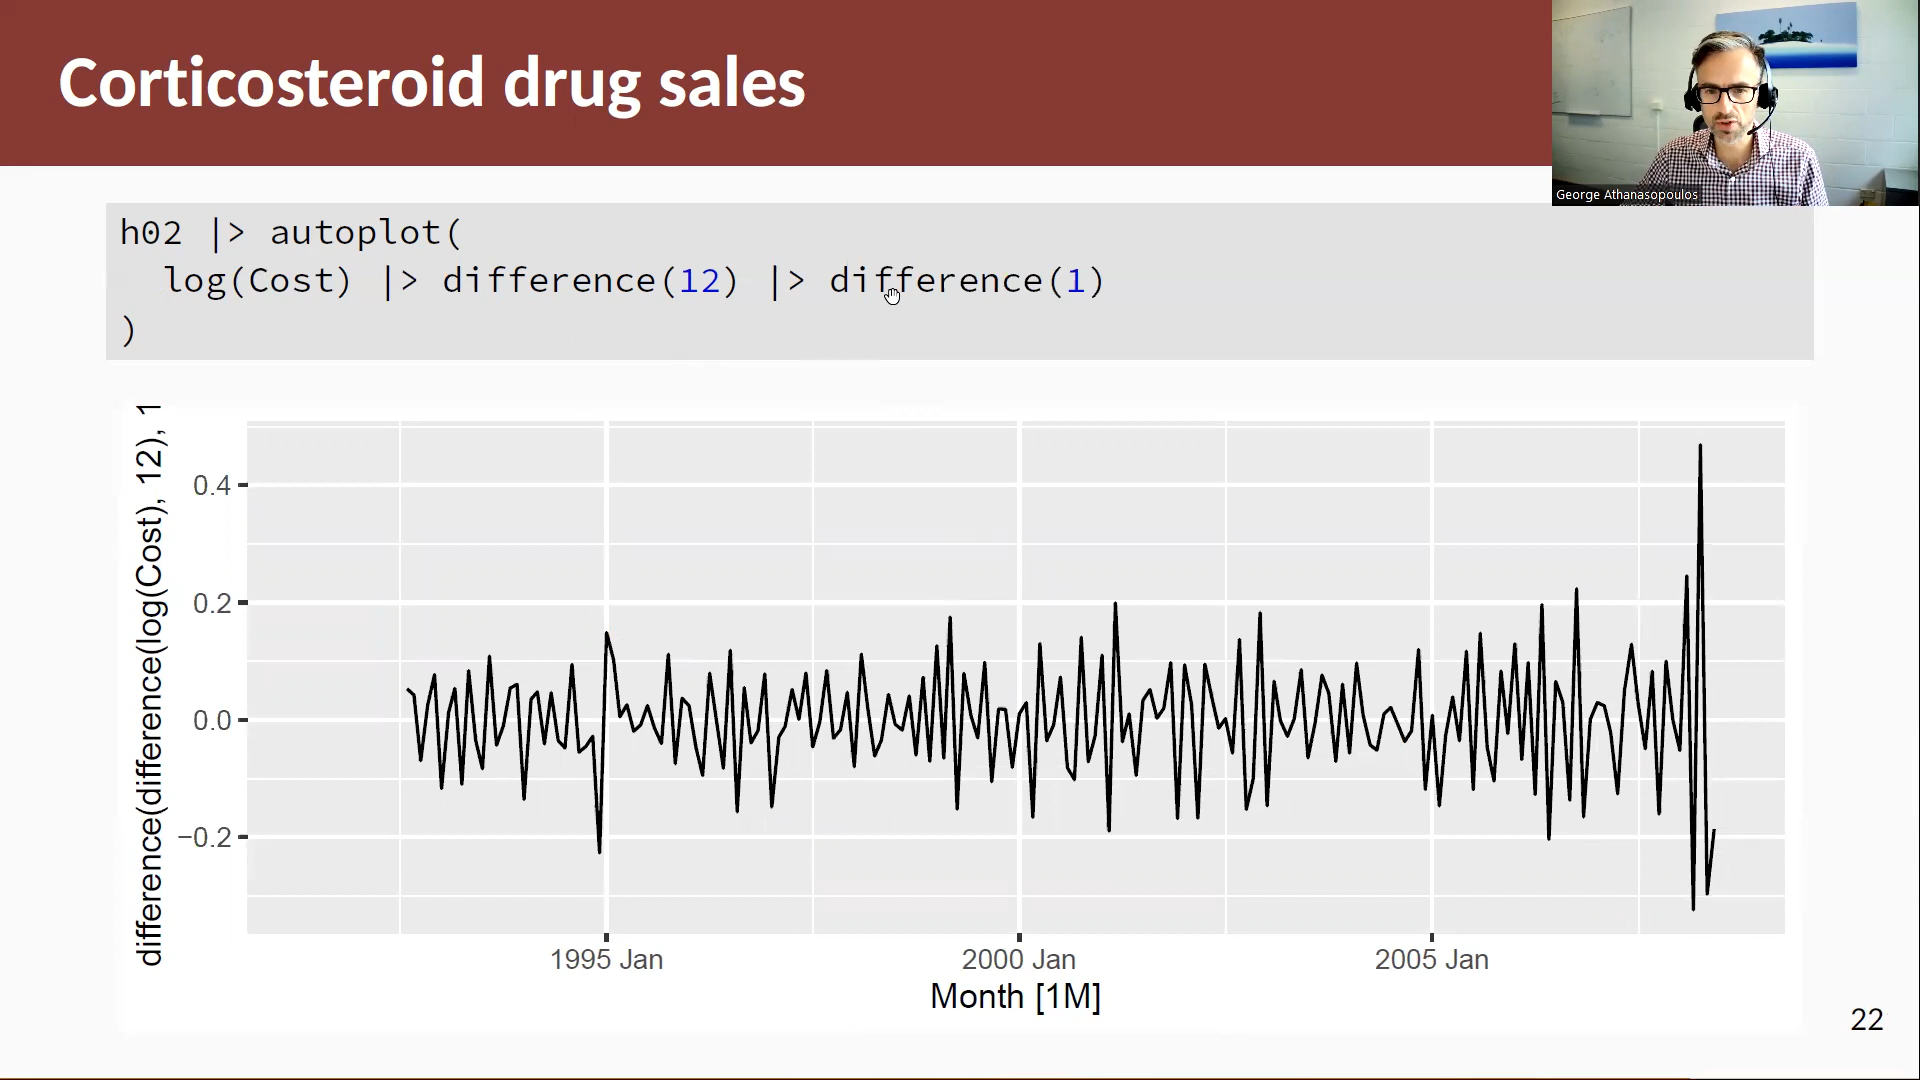 Corticosteroid drug sales
George Athanasopoulos
h02 |> autoplot(
  log(Cost) |> difference(12) |> difference(1)
)
difference(difference(log(Cost), 12), 1
0.4
0.2
0.0
−0.2
1995 Jan
2000 Jan
2005 Jan
Month [1M]
22